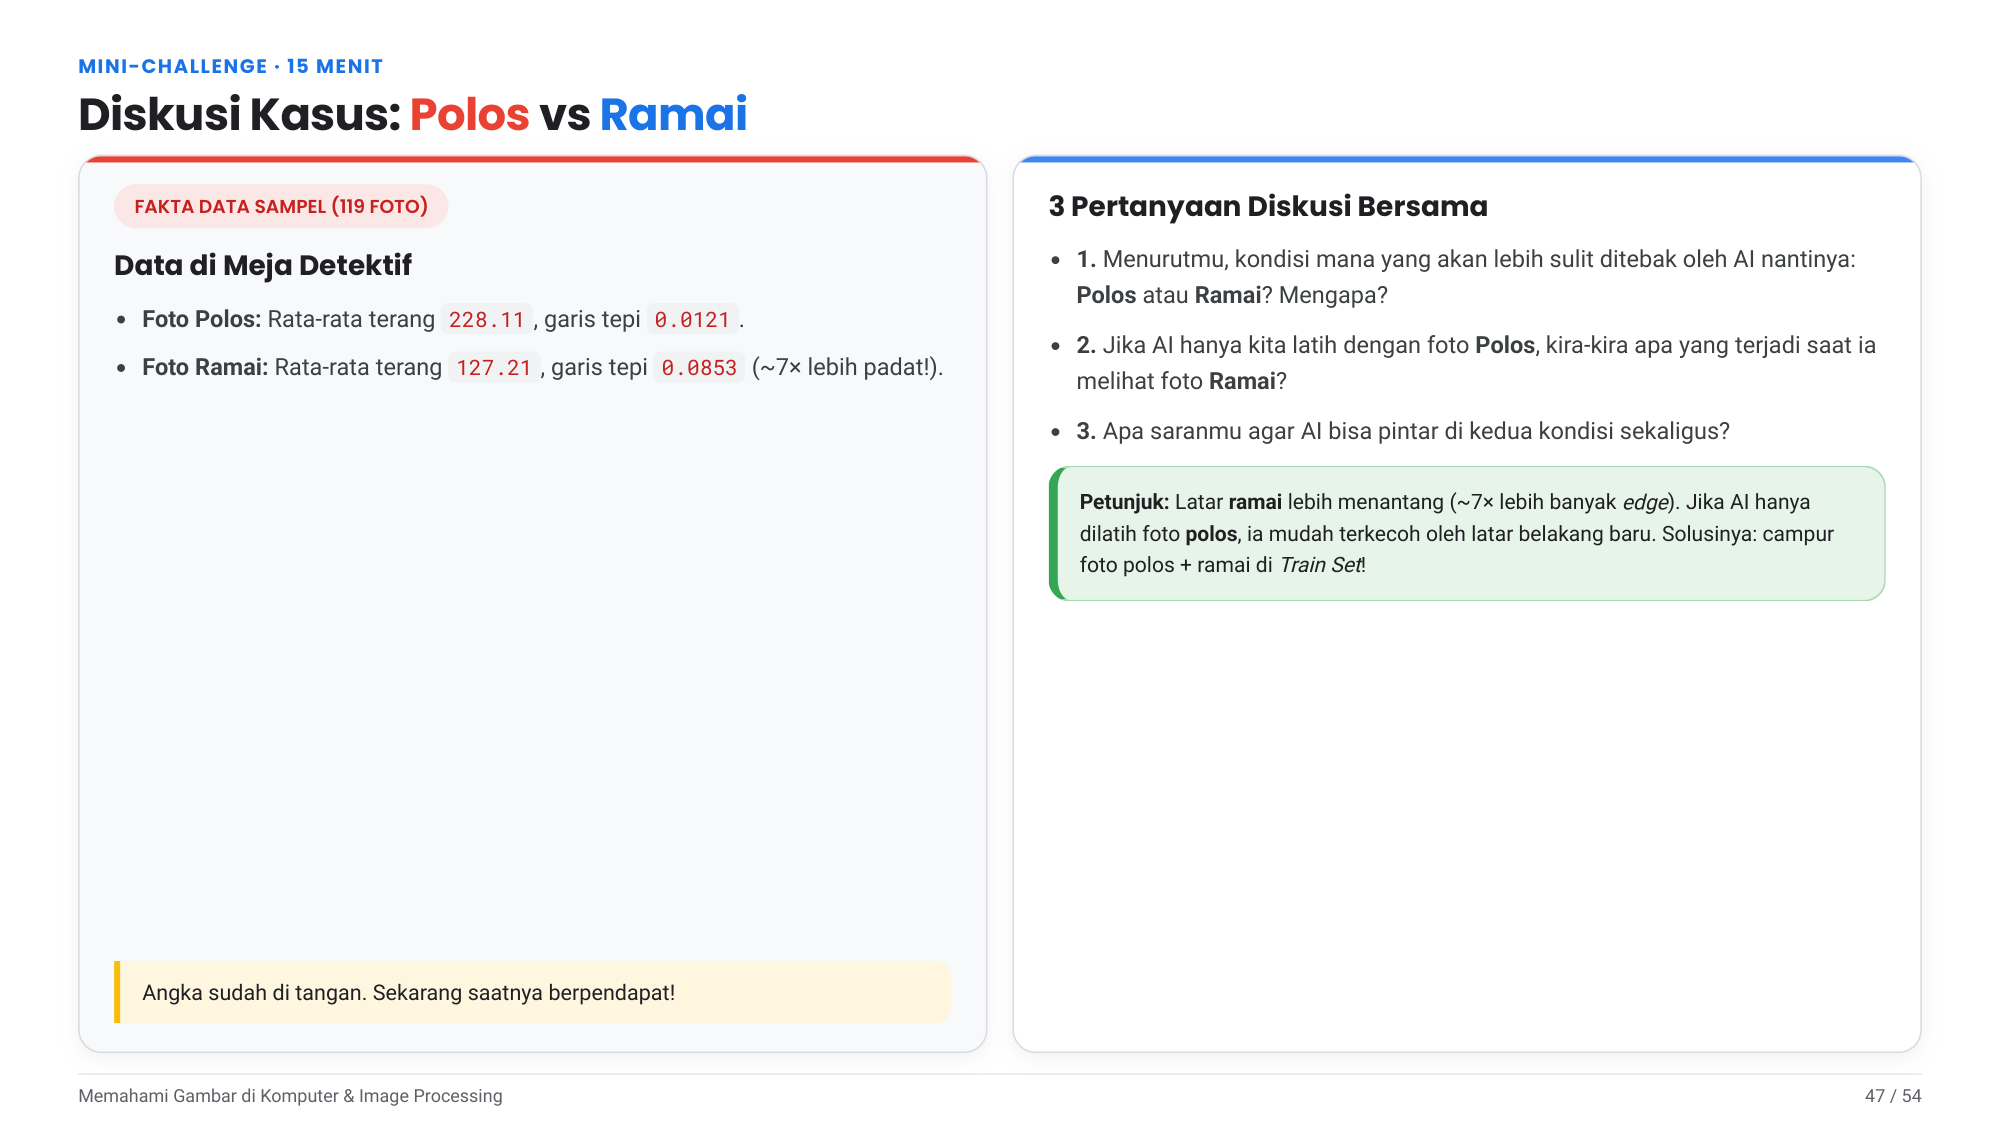 MINI-CHALLENGE · 15 MENIT
Diskusi Kasus: Polos vs Ramai
FAKTA DATA SAMPEL (119 FOTO)
Data di Meja Detektif
• Foto Polos: Rata-rata terang 228.11, garis tepi 0.0121.
• Foto Ramai: Rata-rata terang 127.21, garis tepi 0.0853 (~7× lebih padat!).
Angka sudah di tangan. Sekarang saatnya berpendapat!
3 Pertanyaan Diskusi Bersama
• 1. Menurutmu, kondisi mana yang akan lebih sulit ditebak oleh AI nantinya:
Polos atau Ramai? Mengapa?
• 2. Jika AI hanya kita latih dengan foto Polos, kira-kira apa yang terjadi saat ia
melihat foto Ramai?
• 3. Apa saranmu agar AI bisa pintar di kedua kondisi sekaligus?
Petunjuk: Latar ramai lebih menantang (~7× lebih banyak edge). Jika AI hanya
dilatih foto polos, ia mudah terkecoh oleh latar belakang baru. Solusinya: campur
foto polos + ramai di Train Set!
Memahami Gambar di Komputer & Image Processing
47 / 54